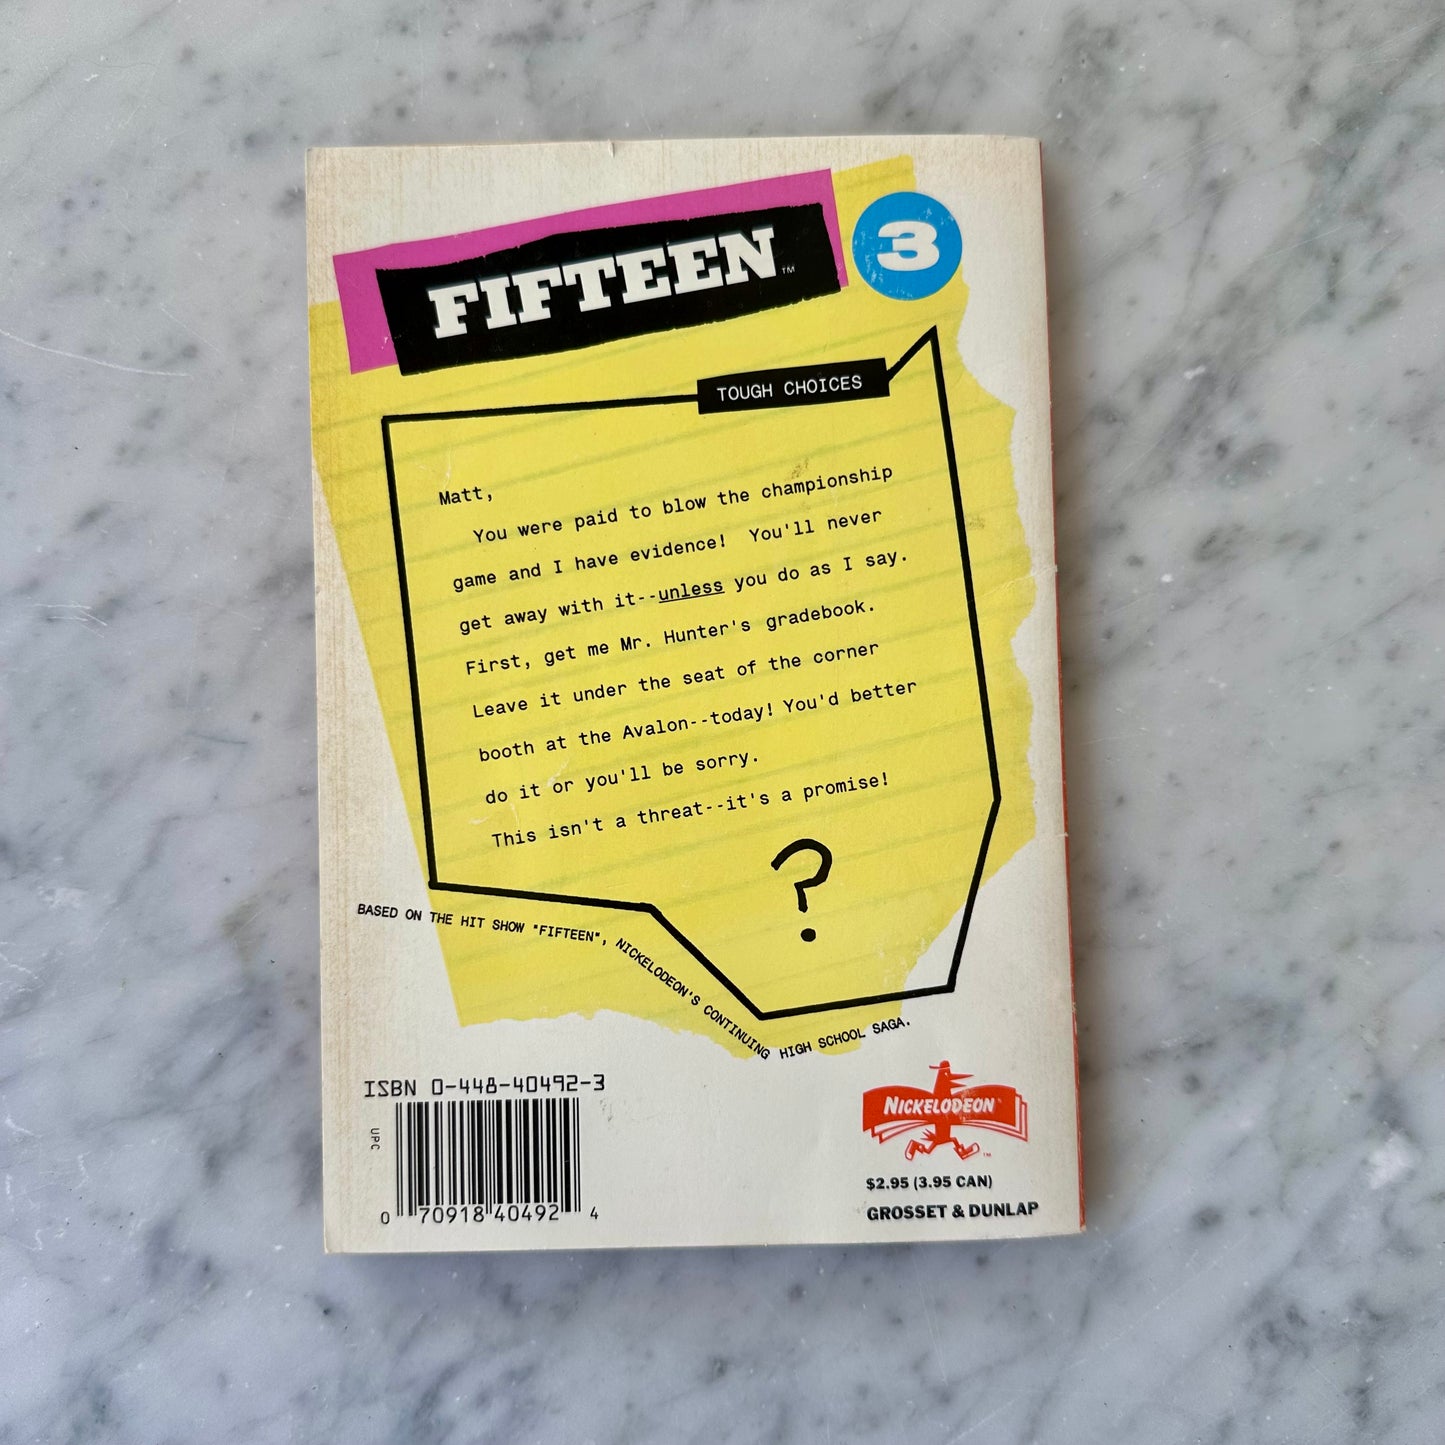 FIFTEEN™
3
TOUGH CHOICES
Matt,
You were paid to blow the championship
game and I have evidence! You'll never
get away with it--unless you do as I say.
First, get me Mr. Hunter's gradebook.
Leave it under the seat of the corner
booth at the Avalon--today! You'd better
do it or you'll be sorry.
This isn't a threat--it's a promise!
?
BASED ON THE HIT SHOW "FIFTEEN", NICKELODEON'S CONTINUING HIGH SCHOOL SAGA.
ISBN 0-448-40492-3
UPC
0 70918 40492 4
NICKELODEON™
$2.95 (3.95 CAN)
GROSSET & DUNLAP